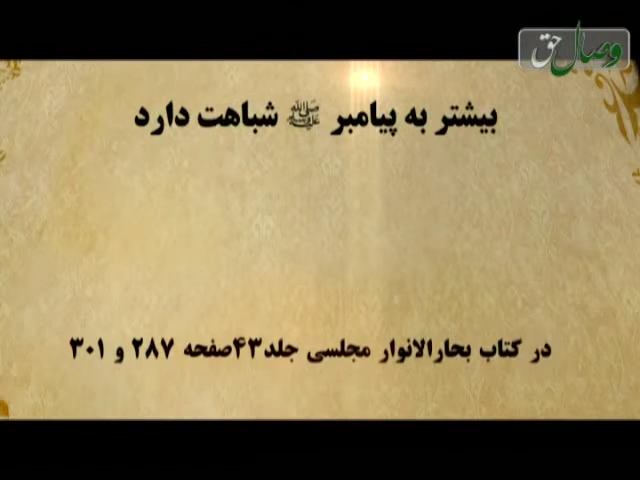 وصال حق
بیشتر به پیامبر ﷺ شباهت دارد
در کتاب بحارالانوار مجلسی جلد۴۳صفحه ۲۸۷ و ۳۰۱